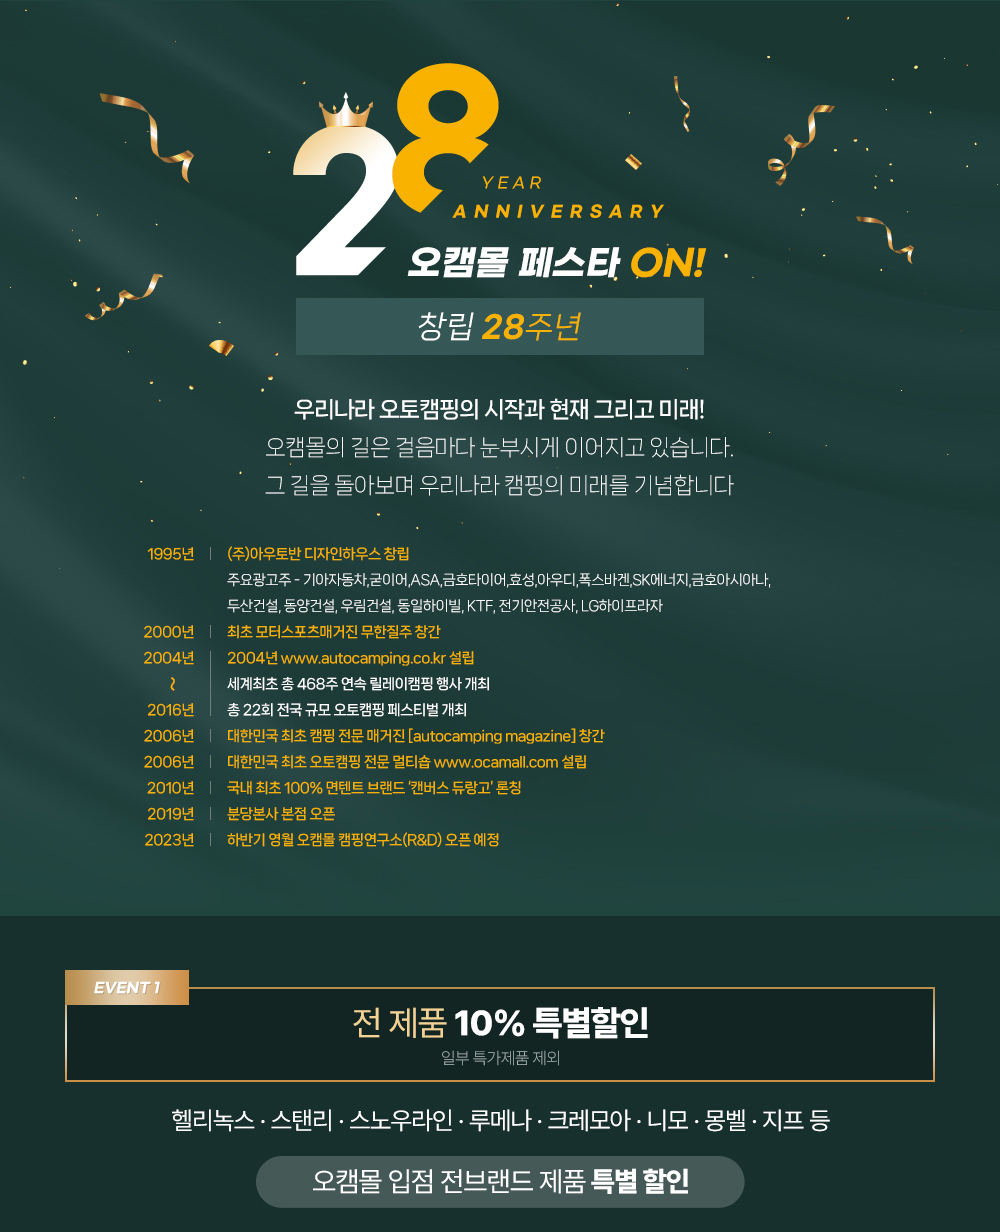 28
YEAR
ANNIVERSARY
오캠몰 페스타 ON!
창립 28주년
우리나라 오토캠핑의 시작과 현재 그리고 미래!
오캠몰의 길은 걸음마다 눈부시게 이어지고 있습니다.
그 길을 돌아보며 우리나라 캠핑의 미래를 기념합니다
1995년 (주)아우토반 디자인하우스 창립
주요광고주 - 기아자동차,굳이어,ASA,금호타이어,효성,아우디,폭스바겐,SK에너지,금호아시아나,
두산건설, 동양건설, 우림건설, 동일하이빌, KTF, 전기안전공사, LG하이프라자
2000년 최초 모터스포츠매거진 무한질주 창간
2004년 2004년 www.autocamping.co.kr 설립
~ 세계최초 총 468주 연속 릴레이캠핑 행사 개최
2016년 총 22회 전국 규모 오토캠핑 페스티벌 개최
2006년 대한민국 최초 캠핑 전문 매거진 [autocamping magazine] 창간
2006년 대한민국 최초 오토캠핑 전문 멀티숍 www.ocamall.com 설립
2010년 국내 최초 100% 면텐트 브랜드 '캔버스 듀랑고' 론칭
2019년 분당본사 본점 오픈
2023년 하반기 영월 오캠몰 캠핑연구소(R&D) 오픈 예정
EVENT 1
전 제품 10% 특별할인
일부 특가제품 제외
헬리녹스 · 스탠리 · 스노우라인 · 루메나 · 크레모아 · 니모 · 몽벨 · 지프 등
오캠몰 입점 전브랜드 제품 특별 할인